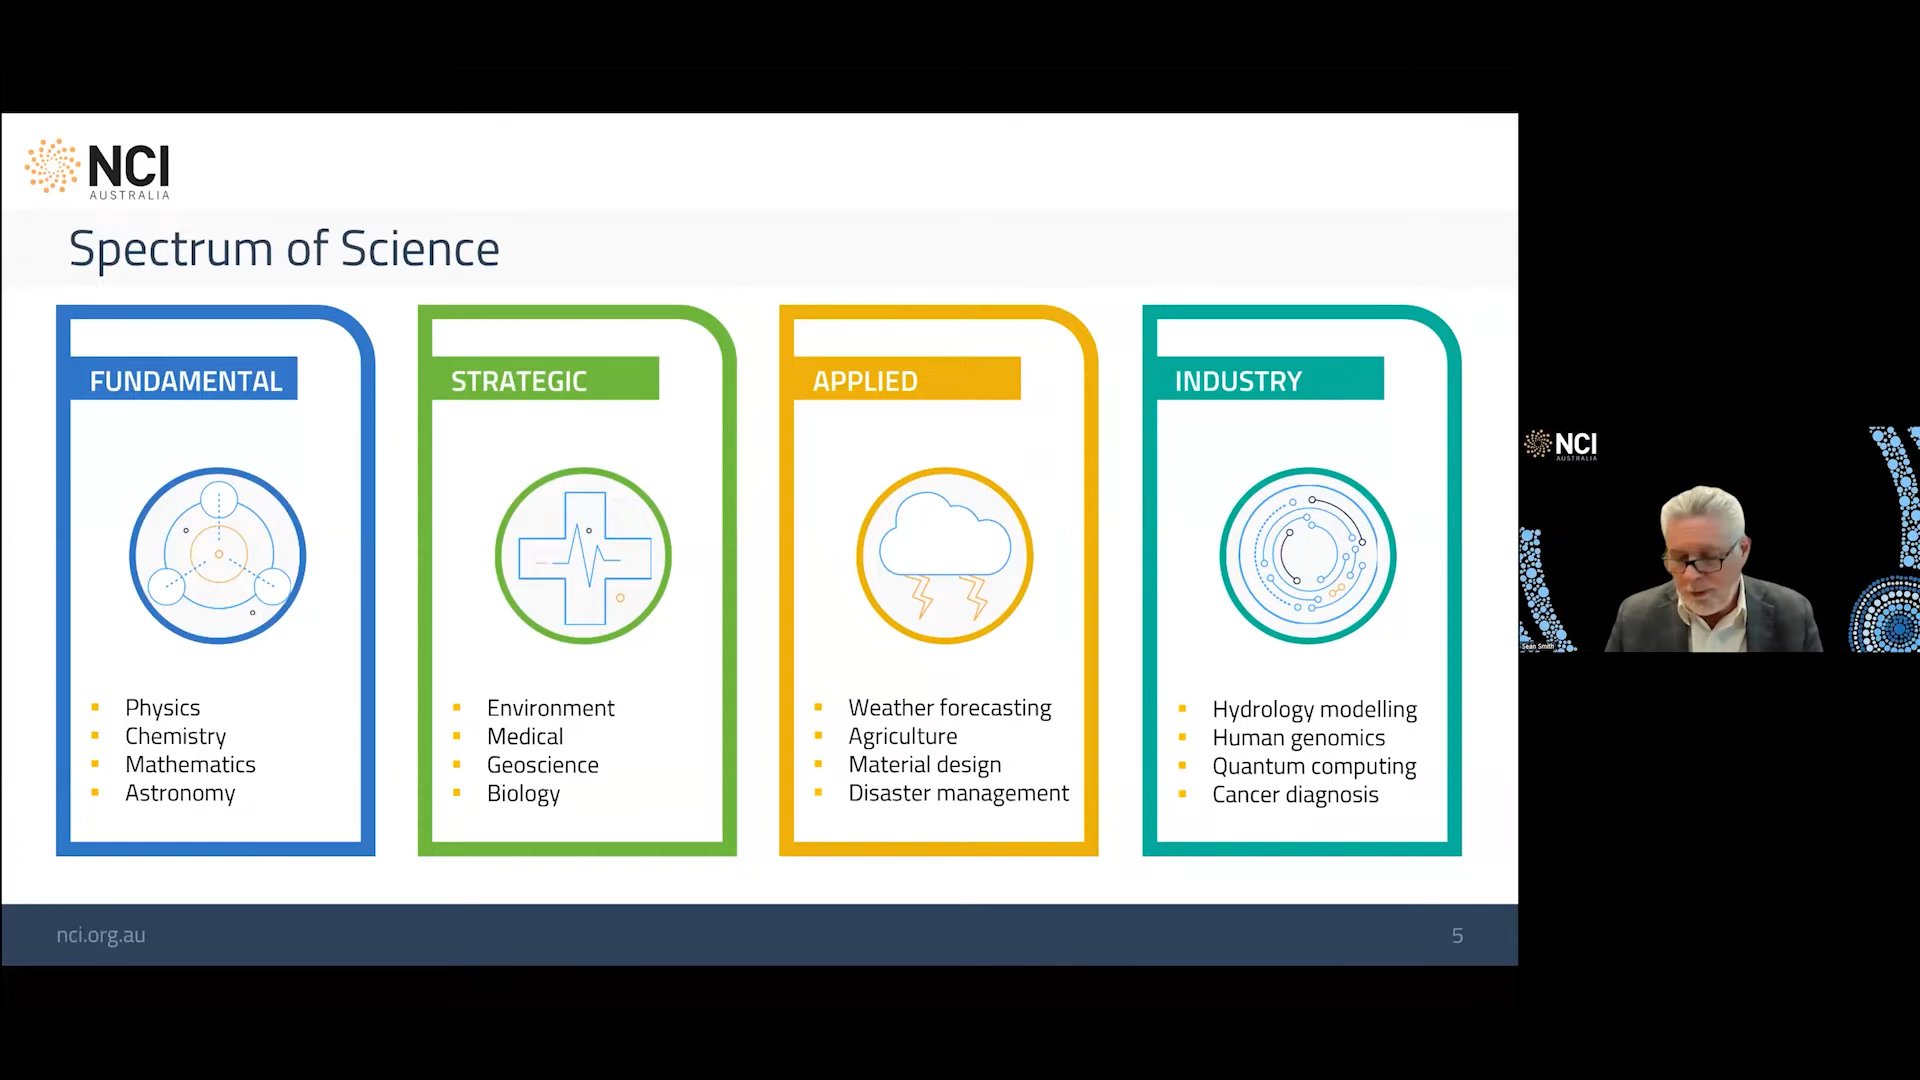 NCI
AUSTRALIA
Spectrum of Science
FUNDAMENTAL
Physics
Chemistry
Mathematics
Astronomy
STRATEGIC
Environment
Medical
Geoscience
Biology
APPLIED
Weather forecasting
Agriculture
Material design
Disaster management
INDUSTRY
Hydrology modelling
Human genomics
Quantum computing
Cancer diagnosis
nci.org.au
5
NCI
AUSTRALIA
Sean Smith